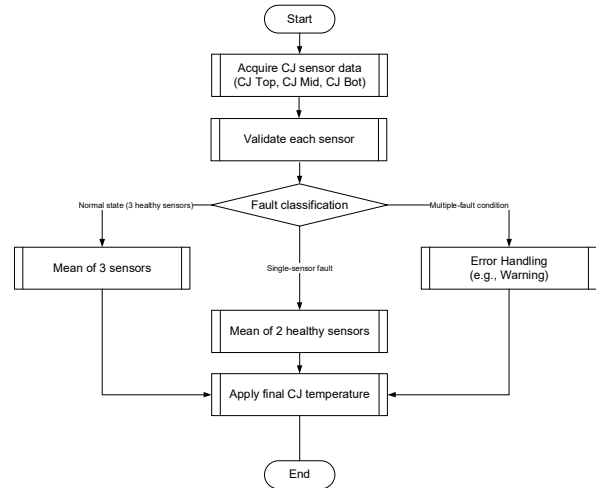 Start
Acquire CJ sensor data
(CJ Top, CJ Mid, CJ Bot)
Validate each sensor
Normal state (3 healthy sensors)
Fault classification
Multiple-fault condition
Mean of 3 sensors
Single-sensor fault
Error Handling
(e.g., Warning)
Mean of 2 healthy sensors
Apply final CJ temperature
End